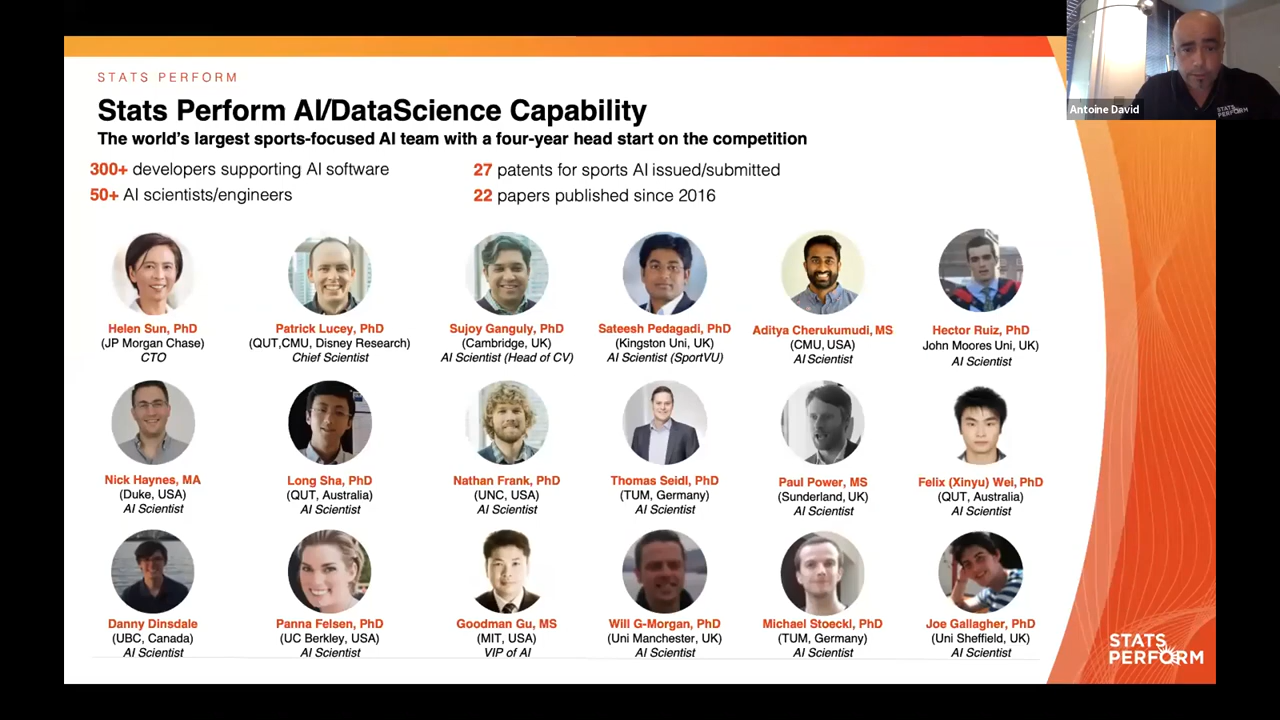 STATS PERFORM
Stats Perform AI/DataScience Capability
The world's largest sports-focused AI team with a four-year head start on the competition
300+ developers supporting AI software
27 patents for sports AI issued/submitted
50+ AI scientists/engineers
22 papers published since 2016
Antoine David
STATS PERFORM
Helen Sun, PhD
(JP Morgan Chase)
CTO
Patrick Lucey, PhD
(QUT,CMU, Disney Research)
Chief Scientist
Sujoy Ganguly, PhD
(Cambridge, UK)
AI Scientist (Head of CV)
Sateesh Pedagadi, PhD
(Kingston Uni, UK)
AI Scientist (SportVU)
Aditya Cherukumudi, MS
(CMU, USA)
AI Scientist
Hector Ruiz, PhD
John Moores Uni, UK)
AI Scientist
Nick Haynes, MA
(Duke, USA)
AI Scientist
Long Sha, PhD
(QUT, Australia)
AI Scientist
Nathan Frank, PhD
(UNC, USA)
AI Scientist
Thomas Seidl, PhD
(TUM, Germany)
AI Scientist
Paul Power, MS
(Sunderland, UK)
AI Scientist
Felix (Xinyu) Wei, PhD
(QUT, Australia)
AI Scientist
Danny Dinsdale
(UBC, Canada)
AI Scientist
Panna Felsen, PhD
(UC Berkley, USA)
AI Scientist
Goodman Gu, MS
(MIT, USA)
VIP of AI
Will G-Morgan, PhD
(Uni Manchester, UK)
AI Scientist
Michael Stoeckl, PhD
(TUM, Germany)
AI Scientist
Joe Gallagher, PhD
(Uni Sheffield, UK)
AI Scientist
STATS
PERFORM